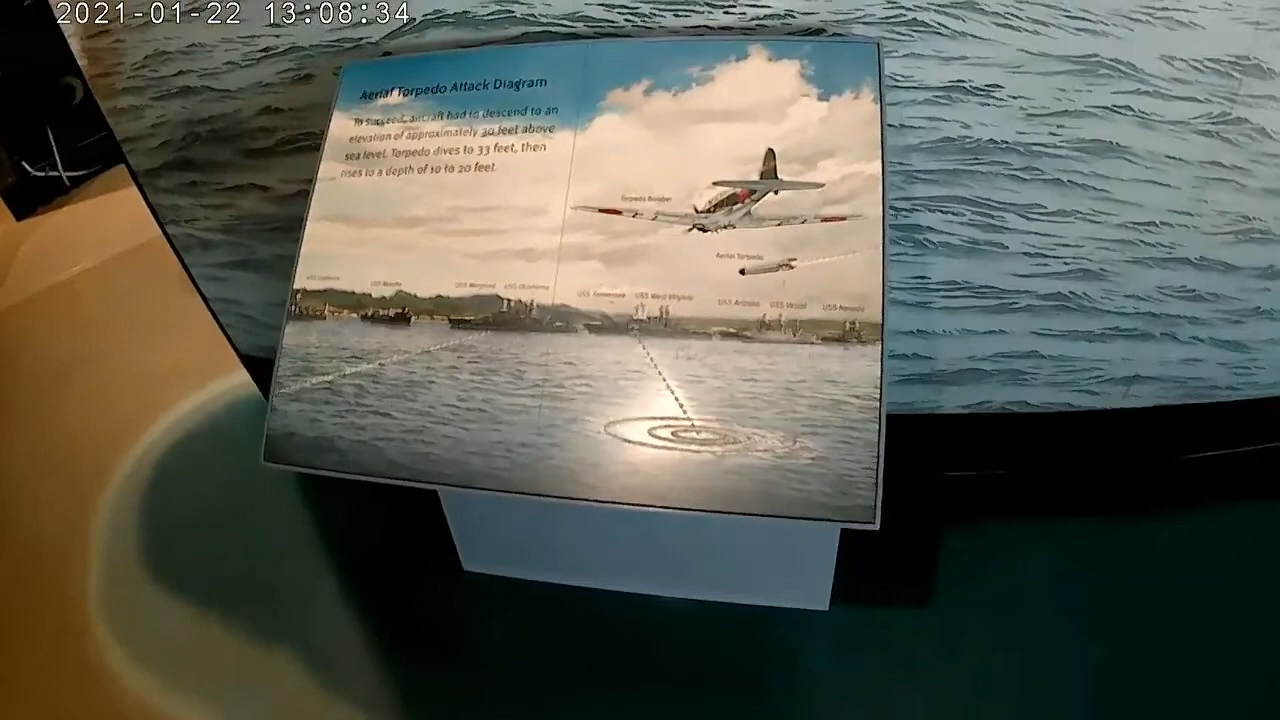 2021-01-22 13:08:34
Aerial Torpedo Attack Diagram
To succeed, aircraft had to descend to an
elevation of approximately 30 feet above
sea level. Torpedo dives to 33 feet, then
rises to a depth of 10 to 20 feet.
Torpedo Bomber
Aerial Torpedo
USS Maryland
USS Oklahoma
USS Tennessee
USS West Virginia
USS Arizona
USS Vestal
USS Nevada